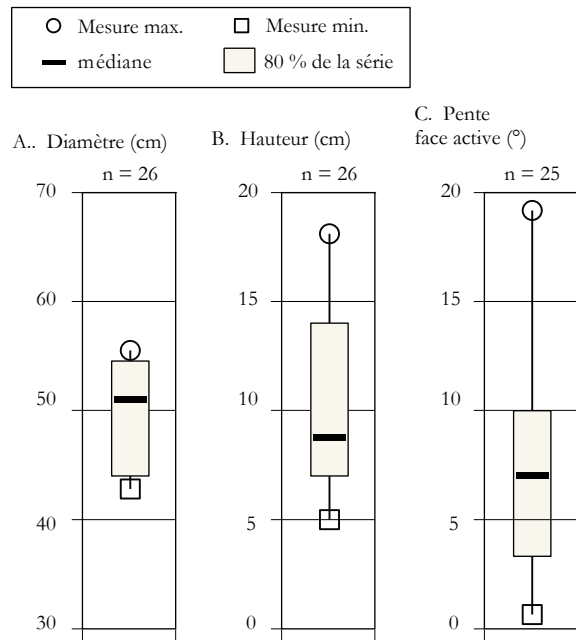 Mesure max.
Mesure min.
médiane
80 % de la série
A.. Diamètre (cm)
n = 26
70
60
50
40
30
B. Hauteur (cm)
n = 26
20
15
10
5
0
C. Pente
face active (°)
n = 25
20
15
10
5
0